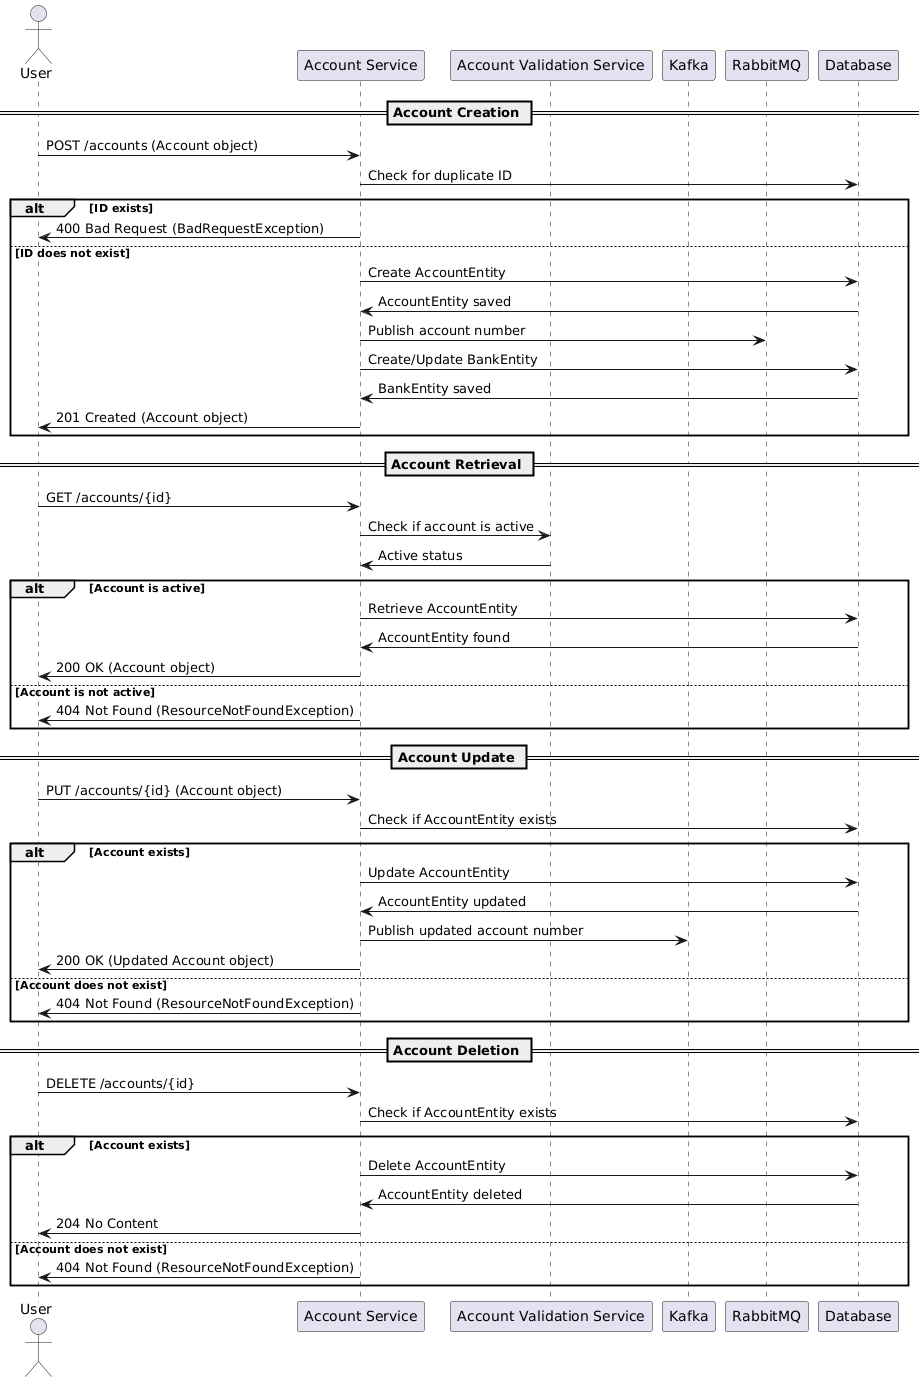 User
Account Service
Account Validation Service
Kafka
RabbitMQ
Database
Account Creation
POST /accounts (Account object)
Check for duplicate ID
alt
[ID exists]
400 Bad Request (BadRequestException)
[ID does not exist]
Create AccountEntity
AccountEntity saved
Publish account number
Create/Update BankEntity
BankEntity saved
201 Created (Account object)
Account Retrieval
GET /accounts/{id}
Check if account is active
Active status
alt
[Account is active]
Retrieve AccountEntity
AccountEntity found
200 OK (Account object)
[Account is not active]
404 Not Found (ResourceNotFoundException)
Account Update
PUT /accounts/{id} (Account object)
Check if AccountEntity exists
alt
[Account exists]
Update AccountEntity
AccountEntity updated
Publish updated account number
200 OK (Updated Account object)
[Account does not exist]
404 Not Found (ResourceNotFoundException)
Account Deletion
DELETE /accounts/{id}
Check if AccountEntity exists
alt
[Account exists]
Delete AccountEntity
AccountEntity deleted
204 No Content
[Account does not exist]
404 Not Found (ResourceNotFoundException)
User
Account Service
Account Validation Service
Kafka
RabbitMQ
Database